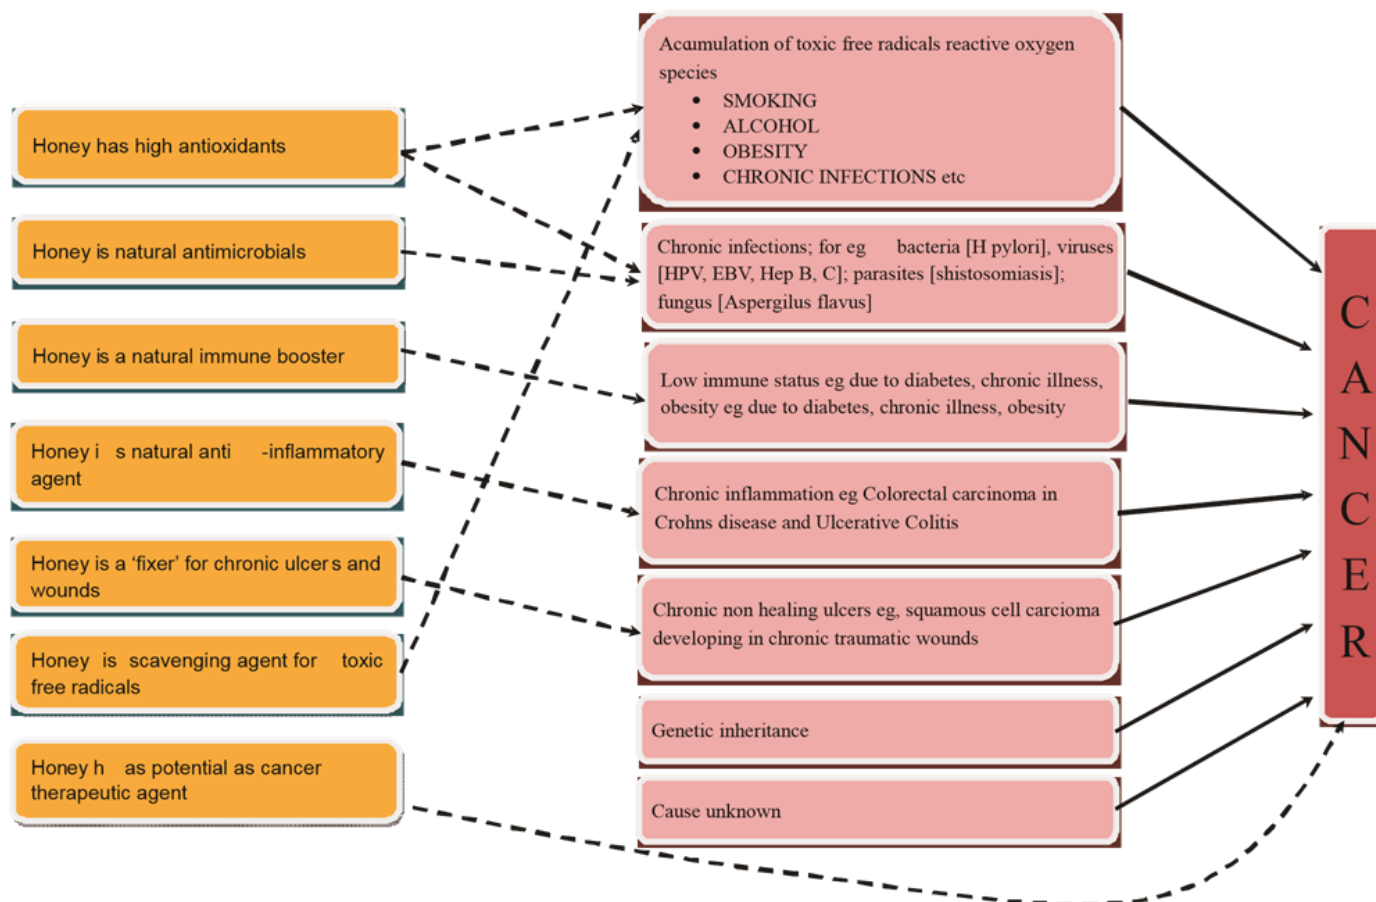 Honey has high antioxidants
Honey is natural antimicrobials
Honey is a natural immune booster
Honey i s natural anti -inflammatory
agent
Honey is a ‘fixer’ for chronic ulcer s and
wounds
Honey is scavenging agent for toxic
free radicals
Honey h as potential as cancer
therapeutic agent
Accumulation of toxic free radicals reactive oxygen
species
• SMOKING
• ALCOHOL
• OBESITY
• CHRONIC INFECTIONS etc
Chronic infections; for eg bacteria [H pylori], viruses
[HPV, EBV, Hep B, C]; parasites [shistosomiasis];
fungus [Aspergilus flavus]
Low immune status eg due to diabetes, chronic illness,
obesity eg due to diabetes, chronic illness, obesity
Chronic inflammation eg Colorectal carcinoma in
Crohns disease and Ulcerative Colitis
Chronic non healing ulcers eg, squamous cell carcioma
developing in chronic traumatic wounds
Genetic inheritance
Cause unknown
CANCER